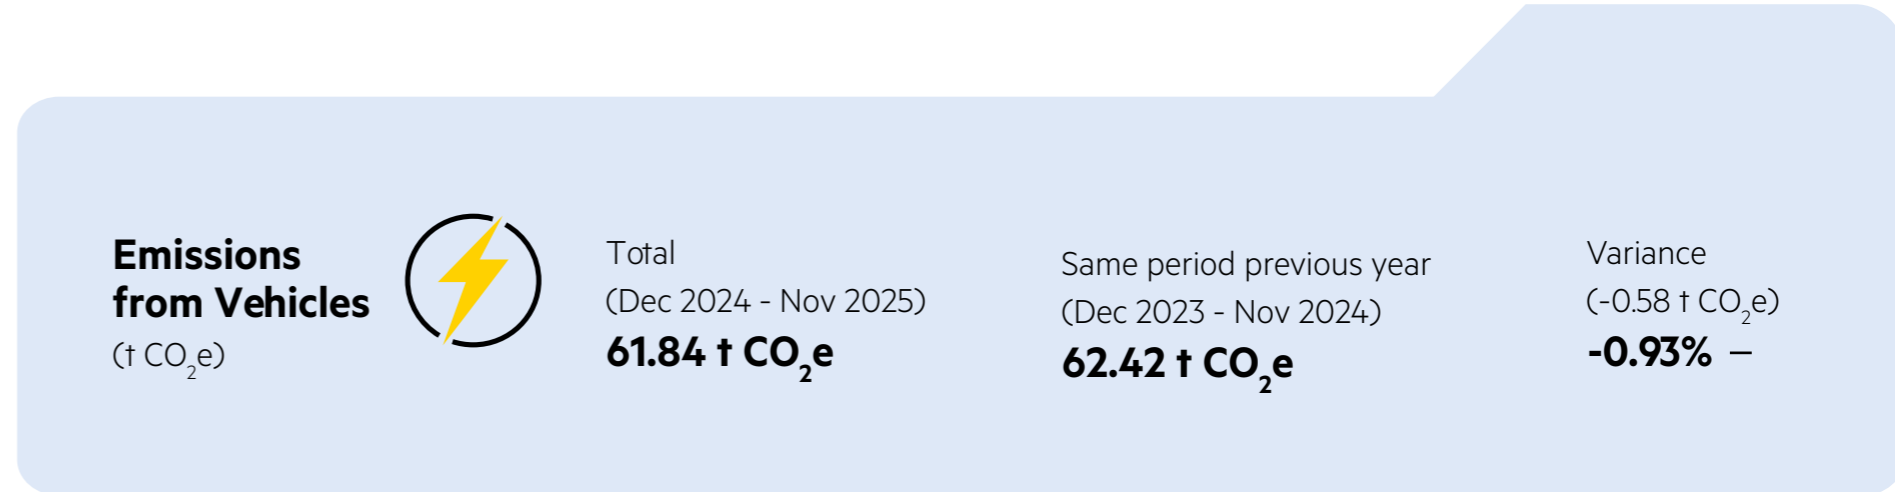 Emissions
from Vehicles
(t CO₂e)
Total
(Dec 2024 - Nov 2025)
61.84 t CO₂e
Same period previous year
(Dec 2023 - Nov 2024)
62.42 t CO₂e
Variance
(-0.58 t CO₂e)
-0.93% –